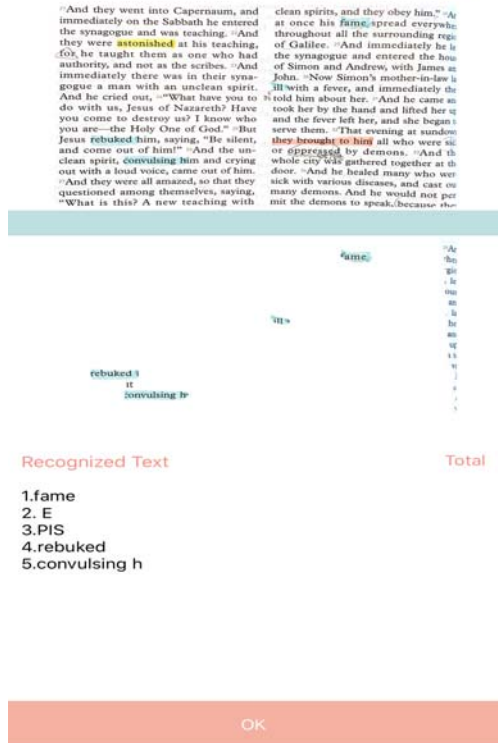 And they went into Capernaum, and
immediately on the Sabbath he entered
the synagogue and was teaching. And
they were astonished at his teaching,
for he taught them as one who had
authority, and not as the scribes. And
immediately there was in their syna-
gogue a man with an unclean spirit.
And he cried out, “What have you to
do with us, Jesus of Nazareth? Have
you come to destroy us? I know who
you are—the Holy One of God.” But
Jesus rebuked him, saying, “Be silent,
and come out of him!” And the un-
clean spirit, convulsing him and crying
out with a loud voice, came out of him.
And they were all amazed, so that they
questioned among themselves, saying,
“What is this? A new teaching with
clean spirits, and they obey him.”
at once his fame spread everywhe
throughout all the surrounding regi
of Galilee. And immediately he le
the synagogue and entered the hou
of Simon and Andrew, with James a
John. Now Simon's mother-in-law l
ill with a fever, and immediately the
told him about her. And he came an
took her by the hand and lifted her u
and the fever left her, and she began t
serve them. That evening at sundow
they brought to him all who were sic
or oppressed by demons. And th
whole city was gathered together at th
door. And he healed many who wer
sick with various diseases, and cast ou
many demons. And he would not per
mit the demons to speak, because the
fame,
ill
rebuked
it
convulsing h
Recognized Text Total
1.fame
2. E
3.PIS
4.rebuked
5.convulsing h
OK